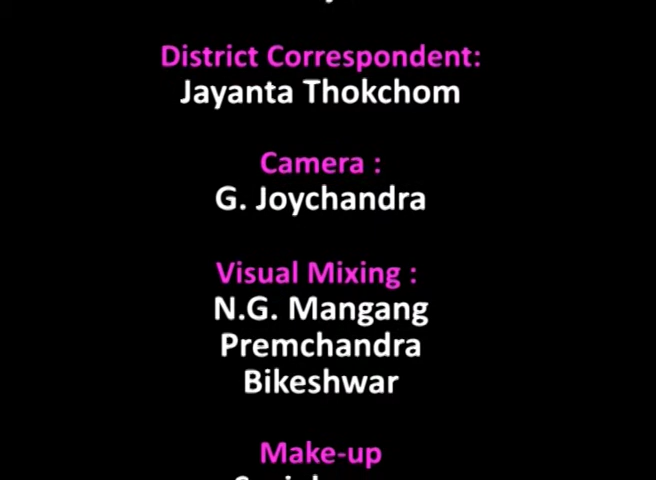 District Correspondent:
Jayanta Thokchom
Camera :
G. Joychandra
Visual Mixing :
N.G. Mangang
Premchandra
Bikeshwar
Make-up